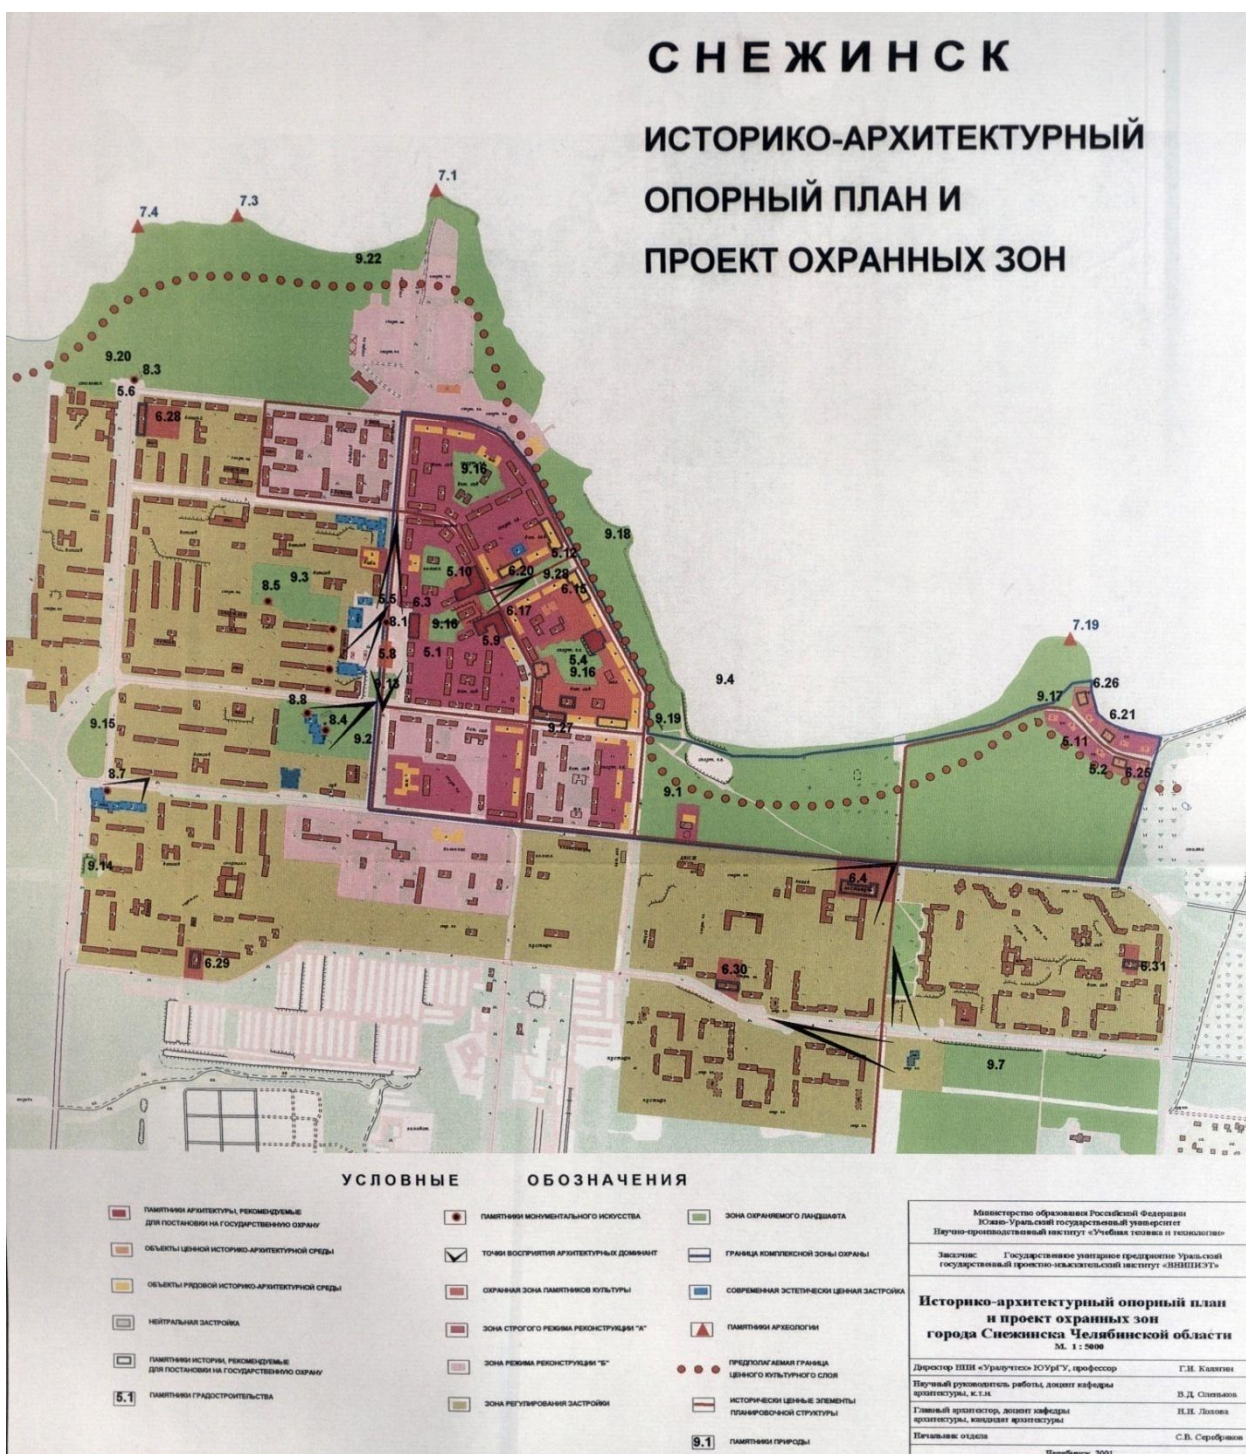 СНЕЖИНСК
ИСТОРИКО-АРХИТЕКТУРНЫЙ
ОПОРНЫЙ ПЛАН И
ПРОЕКТ ОХРАННЫХ ЗОН
7.1
7.3
7.4
9.22
9.20
8.3
5.6
6.28
9.16
9.18
5.12
6.20
9.28
5.10
6.15
9.3
8.5
5.5
6.3
6.17
8.1
9.16
5.9
5.1
5.8
5.4
9.16
7.19
9.4
6.26
9.17
6.21
9.13
8.8
8.4
9.2
9.15
9.27
9.19
5.11
5.2
6.25
9.1
8.7
9.14
6.4
6.29
6.30
6.31
9.7
УСЛОВНЫЕ ОБОЗНАЧЕНИЯ
ПАМЯТНИКИ АРХИТЕКТУРЫ, РЕКОМЕНДУЕМЫЕ
ДЛЯ ПОСТАНОВКИ НА ГОСУДАРСТВЕННУЮ ОХРАНУ
ОБЪЕКТЫ ЦЕННОЙ ИСТОРИКО-АРХИТЕКТУРНОЙ СРЕДЫ
ОБЪЕКТЫ РЯДОВОЙ ИСТОРИКО-АРХИТЕКТУРНОЙ СРЕДЫ
НЕЙТРАЛЬНАЯ ЗАСТРОЙКА
ПАМЯТНИКИ ИСТОРИИ, РЕКОМЕНДУЕМЫЕ
ДЛЯ ПОСТАНОВКИ НА ГОСУДАРСТВЕННУЮ ОХРАНУ
5.1 ПАМЯТНИКИ ГРАДОСТРОИТЕЛЬСТВА
ПАМЯТНИКИ МОНУМЕНТАЛЬНОГО ИСКУССТВА
ТОЧКИ ВОСПРИЯТИЯ АРХИТЕКТУРНЫХ ДОМИНАНТ
ОХРАННАЯ ЗОНА ПАМЯТНИКОВ КУЛЬТУРЫ
ЗОНА СТРОГОГО РЕЖИМА РЕКОНСТРУКЦИИ "А"
ЗОНА РЕЖИМА РЕКОНСТРУКЦИИ "Б"
ЗОНА РЕГУЛИРОВАНИЯ ЗАСТРОЙКИ
ЗОНА ОХРАНЯЕМОГО ЛАНДШАФТА
ГРАНИЦА КОМПЛЕКСНОЙ ЗОНЫ ОХРАНЫ
СОВРЕМЕННАЯ ЭСТЕТИЧЕСКИ ЦЕННАЯ ЗАСТРОЙКА
ПАМЯТНИКИ АРХЕОЛОГИИ
ПРЕДПОЛАГАЕМАЯ ГРАНИЦА
ЦЕННОГО КУЛЬТУРНОГО СЛОЯ
ИСТОРИЧЕСКИ ЦЕННЫЕ ЭЛЕМЕНТЫ
ПЛАНИРОВОЧНОЙ СТРУКТУРЫ
9.1 ПАМЯТНИКИ ПРИРОДЫ
Министерство образования Российской Федерации
Южно-Уральский государственный университет
Научно-производственный институт «Учебная техника и технологии»
Заказчик: Государственное унитарное предприятие Уральский
государственный проектно-изыскательский институт «ВНИПИЭТ»
Историко-архитектурный опорный план
и проект охранных зон
города Снежинска Челябинской области
М. 1 : 5000
Директор НПИ «Уралучтех» ЮУрГУ, профессор Г.И. Калягин
Научный руководитель работы, доцент кафедры
архитектуры, к.т.н. В.Д. Оленьков
Главный архитектор, доцент кафедры
архитектуры, кандидат архитектуры Н.Н. Лохова
Начальник отдела С.В. Серебряков
Челябинск, 2001